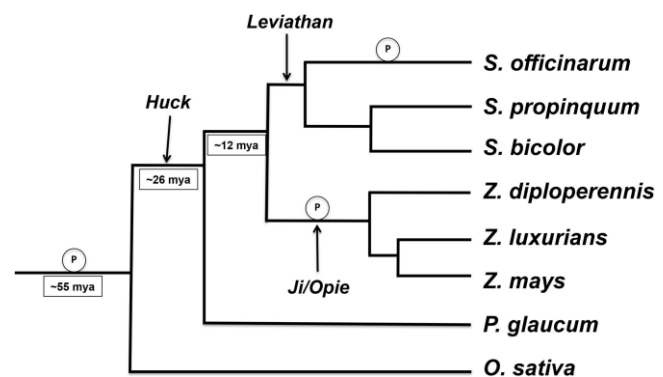 Leviathan
P
S. officinarum
Huck
S. propinquum
~12 mya
S. bicolor
~26 mya
Z. diploperennis
P
Z. luxurians
P
~55 mya
Ji/Opie
Z. mays
P. glaucum
O. sativa